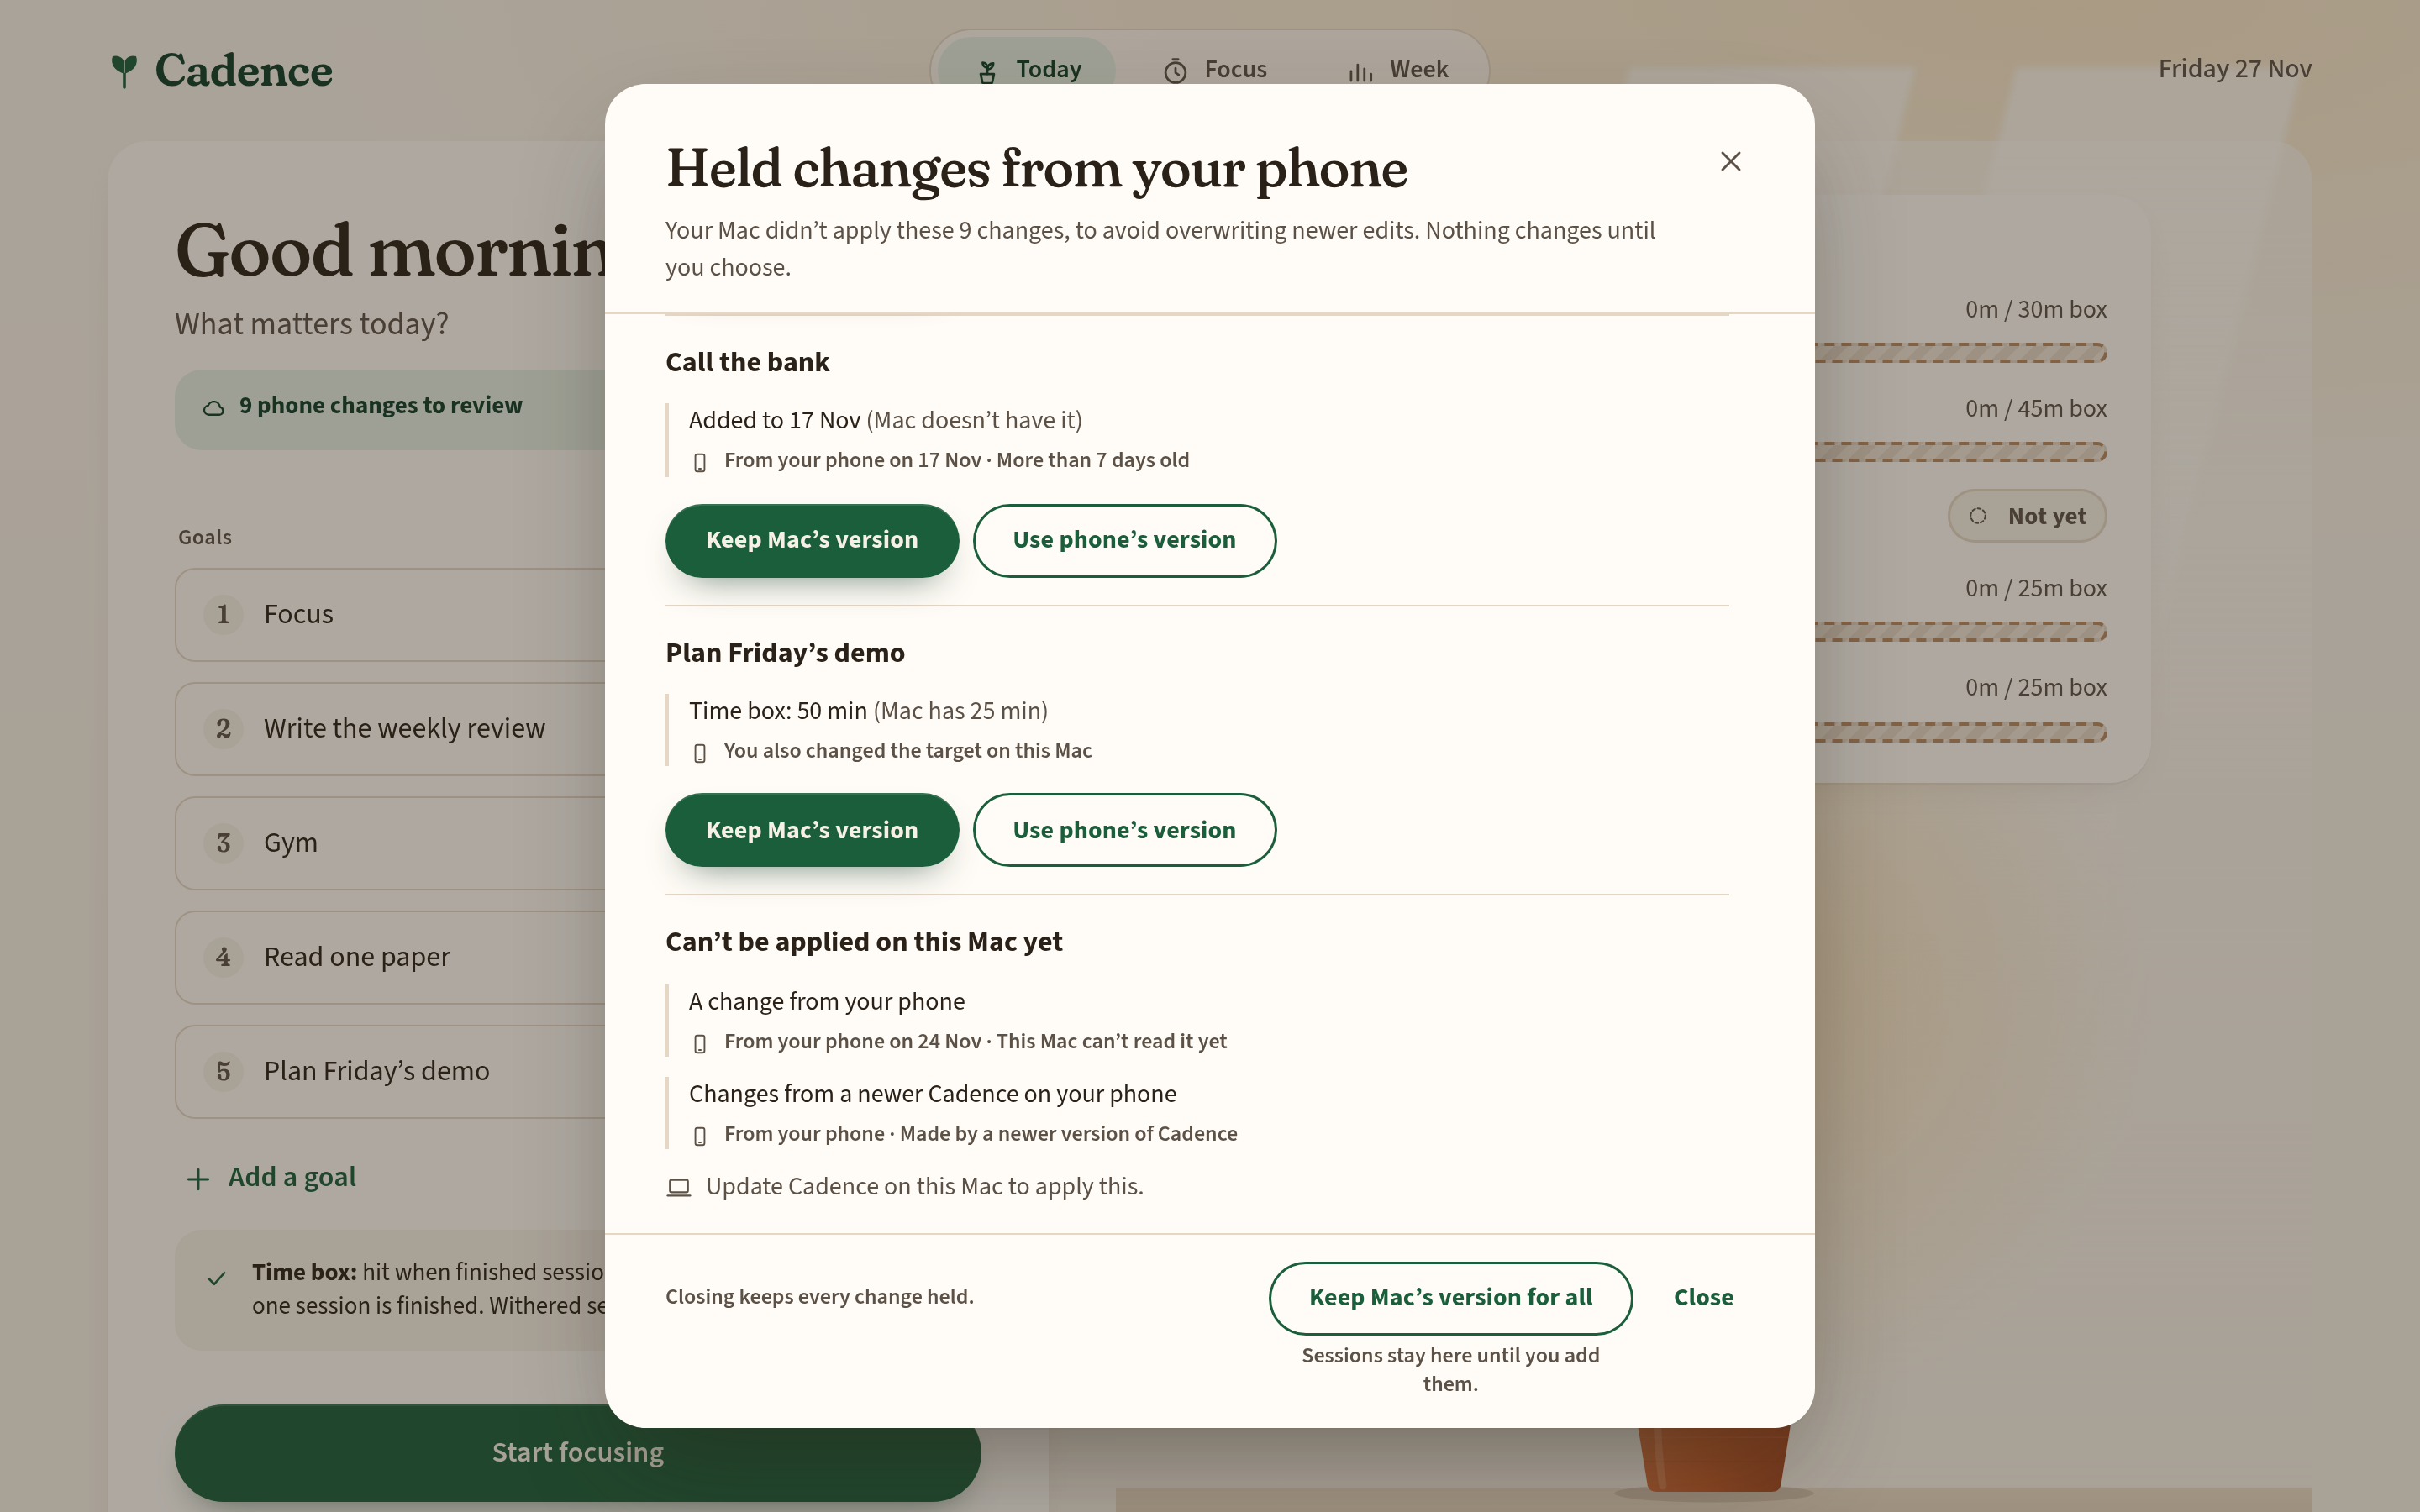 Cadence
Today
Focus
Week
Friday 27 Nov
Good mornin
What matters today?
9 phone changes to review
Goals
1 Focus
2 Write the weekly review
3 Gym
4 Read one paper
5 Plan Friday’s demo
Add a goal
Time box: hit when finished sessio
one session is finished. Withered se
Start focusing
Held changes from your phone
Your Mac didn’t apply these 9 changes, to avoid overwriting newer edits. Nothing changes until
you choose.
Call the bank
Added to 17 Nov (Mac doesn’t have it)
From your phone on 17 Nov · More than 7 days old
Keep Mac’s version
Use phone’s version
Plan Friday’s demo
Time box: 50 min (Mac has 25 min)
You also changed the target on this Mac
Keep Mac’s version
Use phone’s version
Can’t be applied on this Mac yet
A change from your phone
From your phone on 24 Nov · This Mac can’t read it yet
Changes from a newer Cadence on your phone
From your phone · Made by a newer version of Cadence
Update Cadence on this Mac to apply this.
Closing keeps every change held.
Keep Mac’s version for all
Close
Sessions stay here until you add
them.
0m / 30m box
0m / 45m box
Not yet
0m / 25m box
0m / 25m box